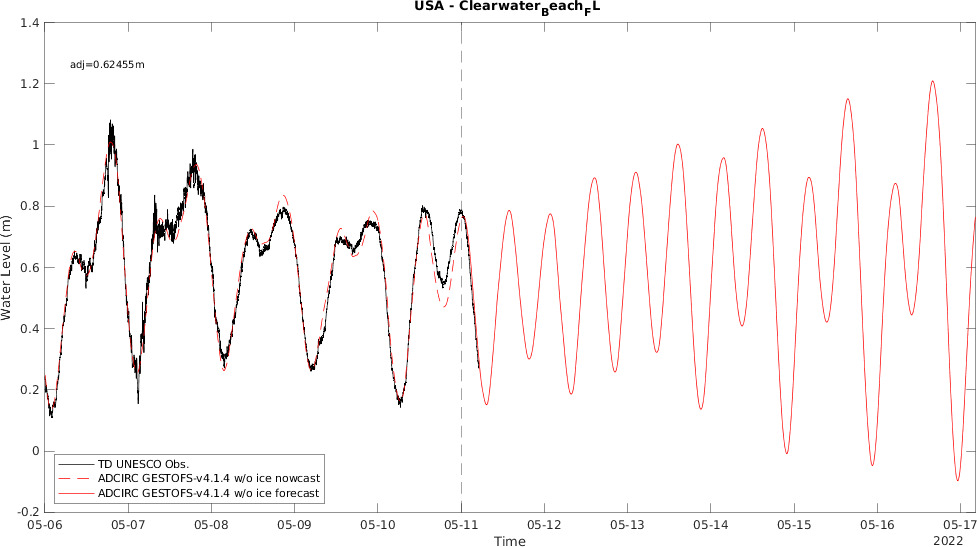 USA - Clearwater_Beach_FL
adj=0.62455m
1.4
1.2
1
0.8
0.6
0.4
0.2
0
-0.2
Water Level (m)
TD UNESCO Obs.
ADCIRC GESTOFS-v4.1.4 w/o ice nowcast
ADCIRC GESTOFS-v4.1.4 w/o ice forecast
05-06 05-07 05-08 05-09 05-10 05-11 05-12 05-13 05-14 05-15 05-16 05-17
Time
2022